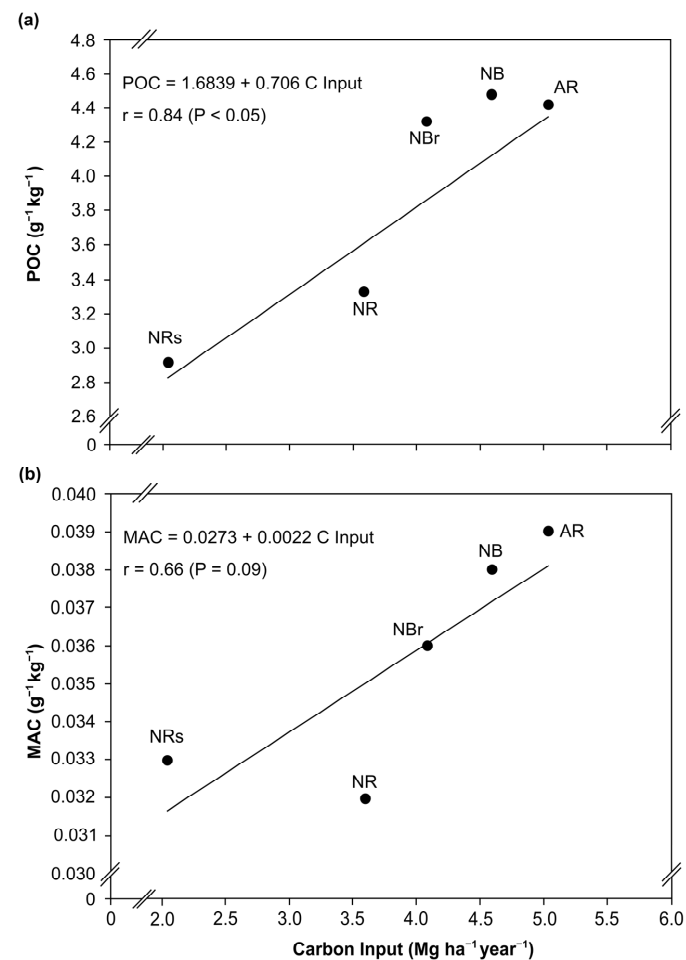 (a)
4.8
4.6
4.4
4.2
4.0
3.8
3.6
3.4
3.2
3.0
2.8
2.6
0
POC (g⁻¹ kg⁻¹)
POC = 1.6839 + 0.706 C Input
r = 0.84 (P < 0.05)
NB
AR
NBr
NR
NRs
(b)
0.040
0.039
0.038
0.037
0.036
0.035
0.034
0.033
0.032
0.031
0.030
0
MAC (g⁻¹ kg⁻¹)
MAC = 0.0273 + 0.0022 C Input
r = 0.66 (P = 0.09)
AR
NB
NBr
NRs
NR
0 2.0 2.5 3.0 3.5 4.0 4.5 5.0 5.5 6.0
Carbon Input (Mg ha⁻¹ year⁻¹)